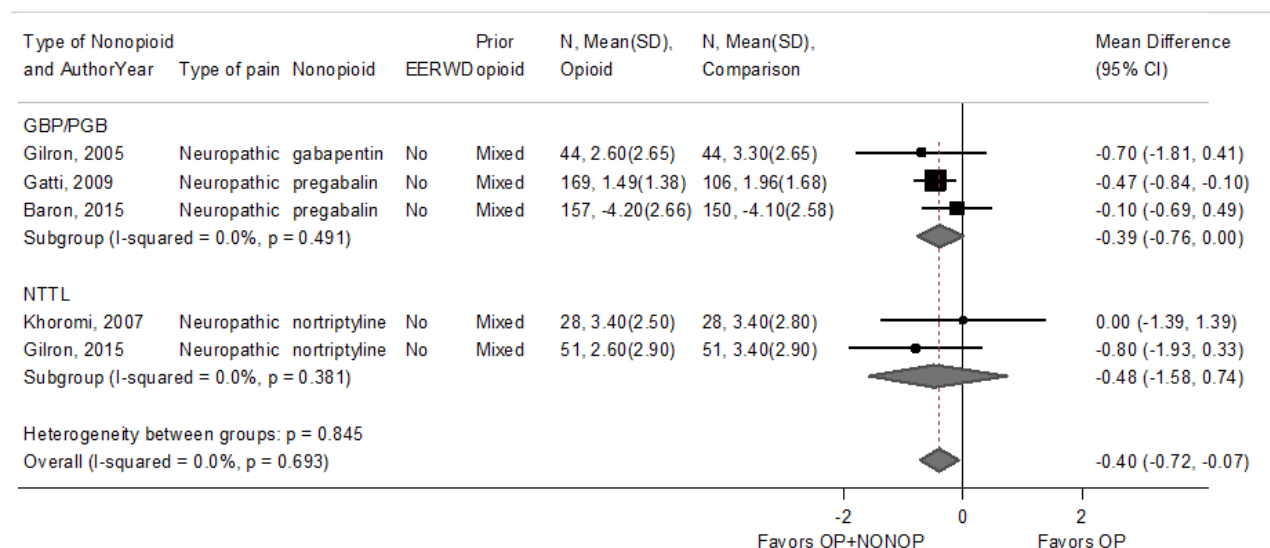 Type of Nonopioid Prior N, Mean(SD), N, Mean(SD), Mean Difference
and AuthorYear Type of pain Nonopioid EERWD opioid Opioid Comparison (95% CI)
GBP/PGB
Gilron, 2005 Neuropathic gabapentin No Mixed 44, 2.60(2.65) 44, 3.30(2.65) -0.70 (-1.81, 0.41)
Gatti, 2009 Neuropathic pregabalin No Mixed 169, 1.49(1.38) 106, 1.96(1.68) -0.47 (-0.84, -0.10)
Baron, 2015 Neuropathic pregabalin No Mixed 157, -4.20(2.66) 150, -4.10(2.58) -0.10 (-0.69, 0.49)
Subgroup (I-squared = 0.0%, p = 0.491) -0.39 (-0.76, 0.00)
NTTL
Khoromi, 2007 Neuropathic nortriptyline No Mixed 28, 3.40(2.50) 28, 3.40(2.80) 0.00 (-1.39, 1.39)
Gilron, 2015 Neuropathic nortriptyline No Mixed 51, 2.60(2.90) 51, 3.40(2.90) -0.80 (-1.93, 0.33)
Subgroup (I-squared = 0.0%, p = 0.381) -0.48 (-1.58, 0.74)
Heterogeneity between groups: p = 0.845
Overall (I-squared = 0.0%, p = 0.693) -0.40 (-0.72, -0.07)
-2 0 2
Favors OP+NONOP Favors OP